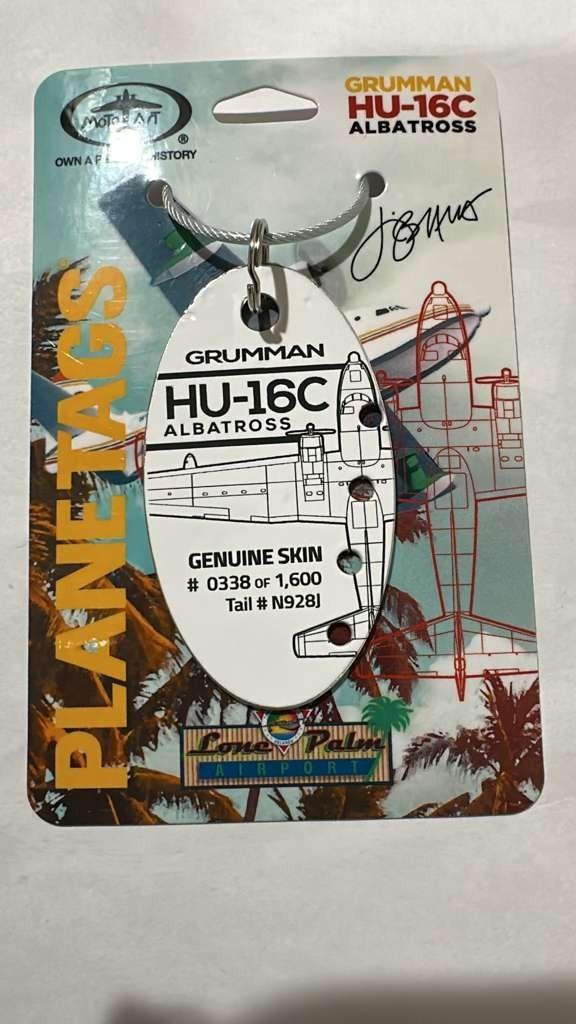 MotoArt
®
OWN A PIECE HISTORY
GRUMMAN
HU-16C
ALBATROSS
PLANETAGS®
GRUMMAN
HU-16C
ALBATROSS
GENUINE SKIN
# 0338 OF 1,600
Tail # N928J
Lone Palm
AIRPORT